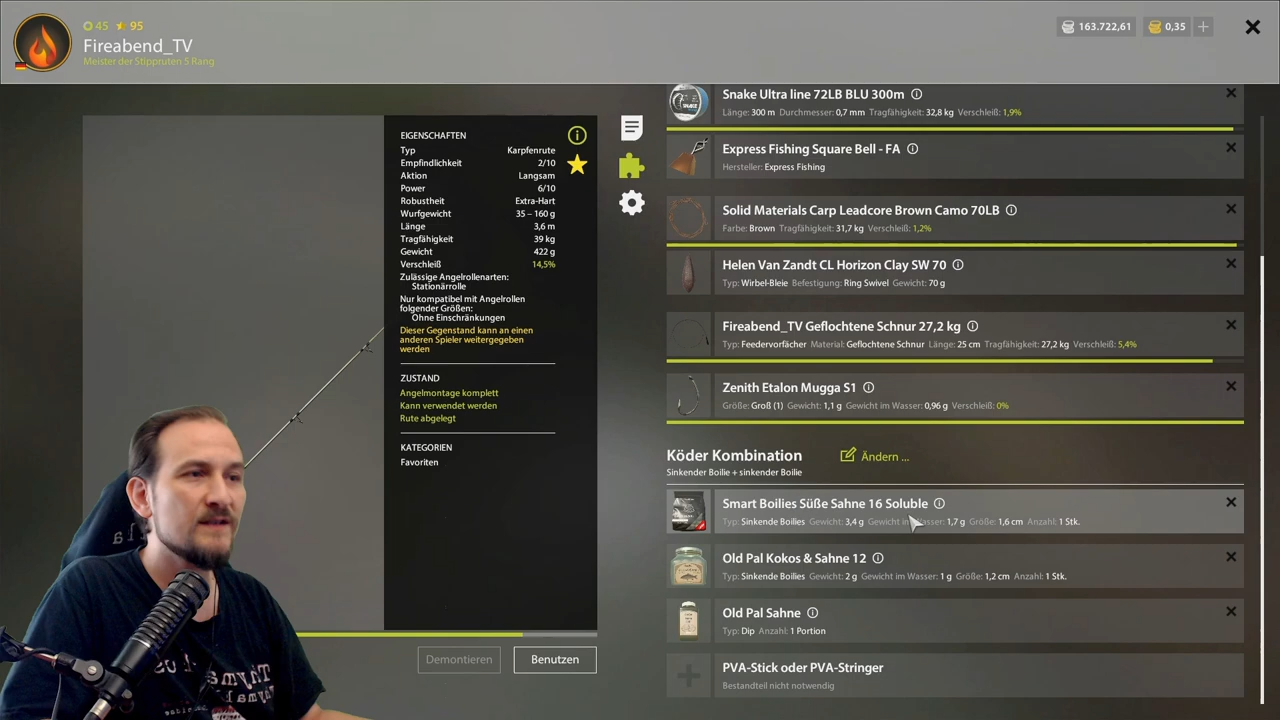 45 95
Fireabend_TV
Meister der Stippruten 5 Rang
163.722,61 0,35
EIGENSCHAFTEN
Typ Karpfenrute
Empfindlichkeit 2/10
Aktion Langsam
Power 6/10
Robustheit Extra-Hart
Wurfgewicht 35 – 160 g
Länge 3,6 m
Tragfähigkeit 39 kg
Gewicht 422 g
Verschleiß 14,5%
Zulässige Angelrollenarten:
Stationärrolle
Nur kompatibel mit Angelrollen
folgender Größen:
Ohne Einschränkungen
Dieser Gegenstand kann an einen
anderen Spieler weitergegeben
werden
ZUSTAND
Angelmontage komplett
Kann verwendet werden
Rute abgelegt
KATEGORIEN
Favoriten
Demontieren Benutzen
Snake Ultra line 72LB BLU 300m
Länge: 300 m Durchmesser: 0,7 mm Tragfähigkeit: 32,8 kg Verschleiß: 1,9%
Express Fishing Square Bell - FA
Hersteller: Express Fishing
Solid Materials Carp Leadcore Brown Camo 70LB
Farbe: Brown Tragfähigkeit: 31,7 kg Verschleiß: 1,2%
Helen Van Zandt CL Horizon Clay SW 70
Typ: Wirbel-Bleie Befestigung: Ring Swivel Gewicht: 70 g
Fireabend_TV Geflochtene Schnur 27,2 kg
Typ: Feedervorfächer Material: Geflochtene Schnur Länge: 25 cm Tragfähigkeit: 27,2 kg Verschleiß: 5,4%
Zenith Etalon Mugga S1
Größe: Groß (1) Gewicht: 1,1 g Gewicht im Wasser: 0,96 g Verschleiß: 0%
Köder Kombination Ändern ...
Sinkender Boilie + sinkender Boilie
Smart Boilies Süße Sahne 16 Soluble
Typ: Sinkende Boilies Gewicht: 3,4 g Gewicht im Wasser: 1,7 g Größe: 1,6 cm Anzahl: 1 Stk.
Old Pal Kokos & Sahne 12
Typ: Sinkende Boilies Gewicht: 2 g Gewicht im Wasser: 1 g Größe: 1,2 cm Anzahl: 1 Stk.
Old Pal Sahne
Typ: Dip Anzahl: 1 Portion
PVA-Stick oder PVA-Stringer
Bestandteil nicht notwendig